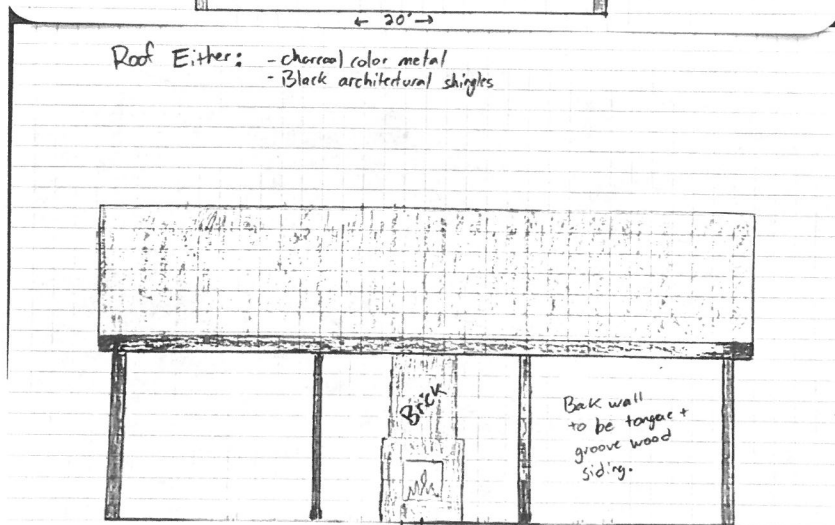 ← 20' →
Roof Either: - charcoal color metal
- Black architectural shingles
Brick
Back wall
to be tongue +
groove wood
siding.